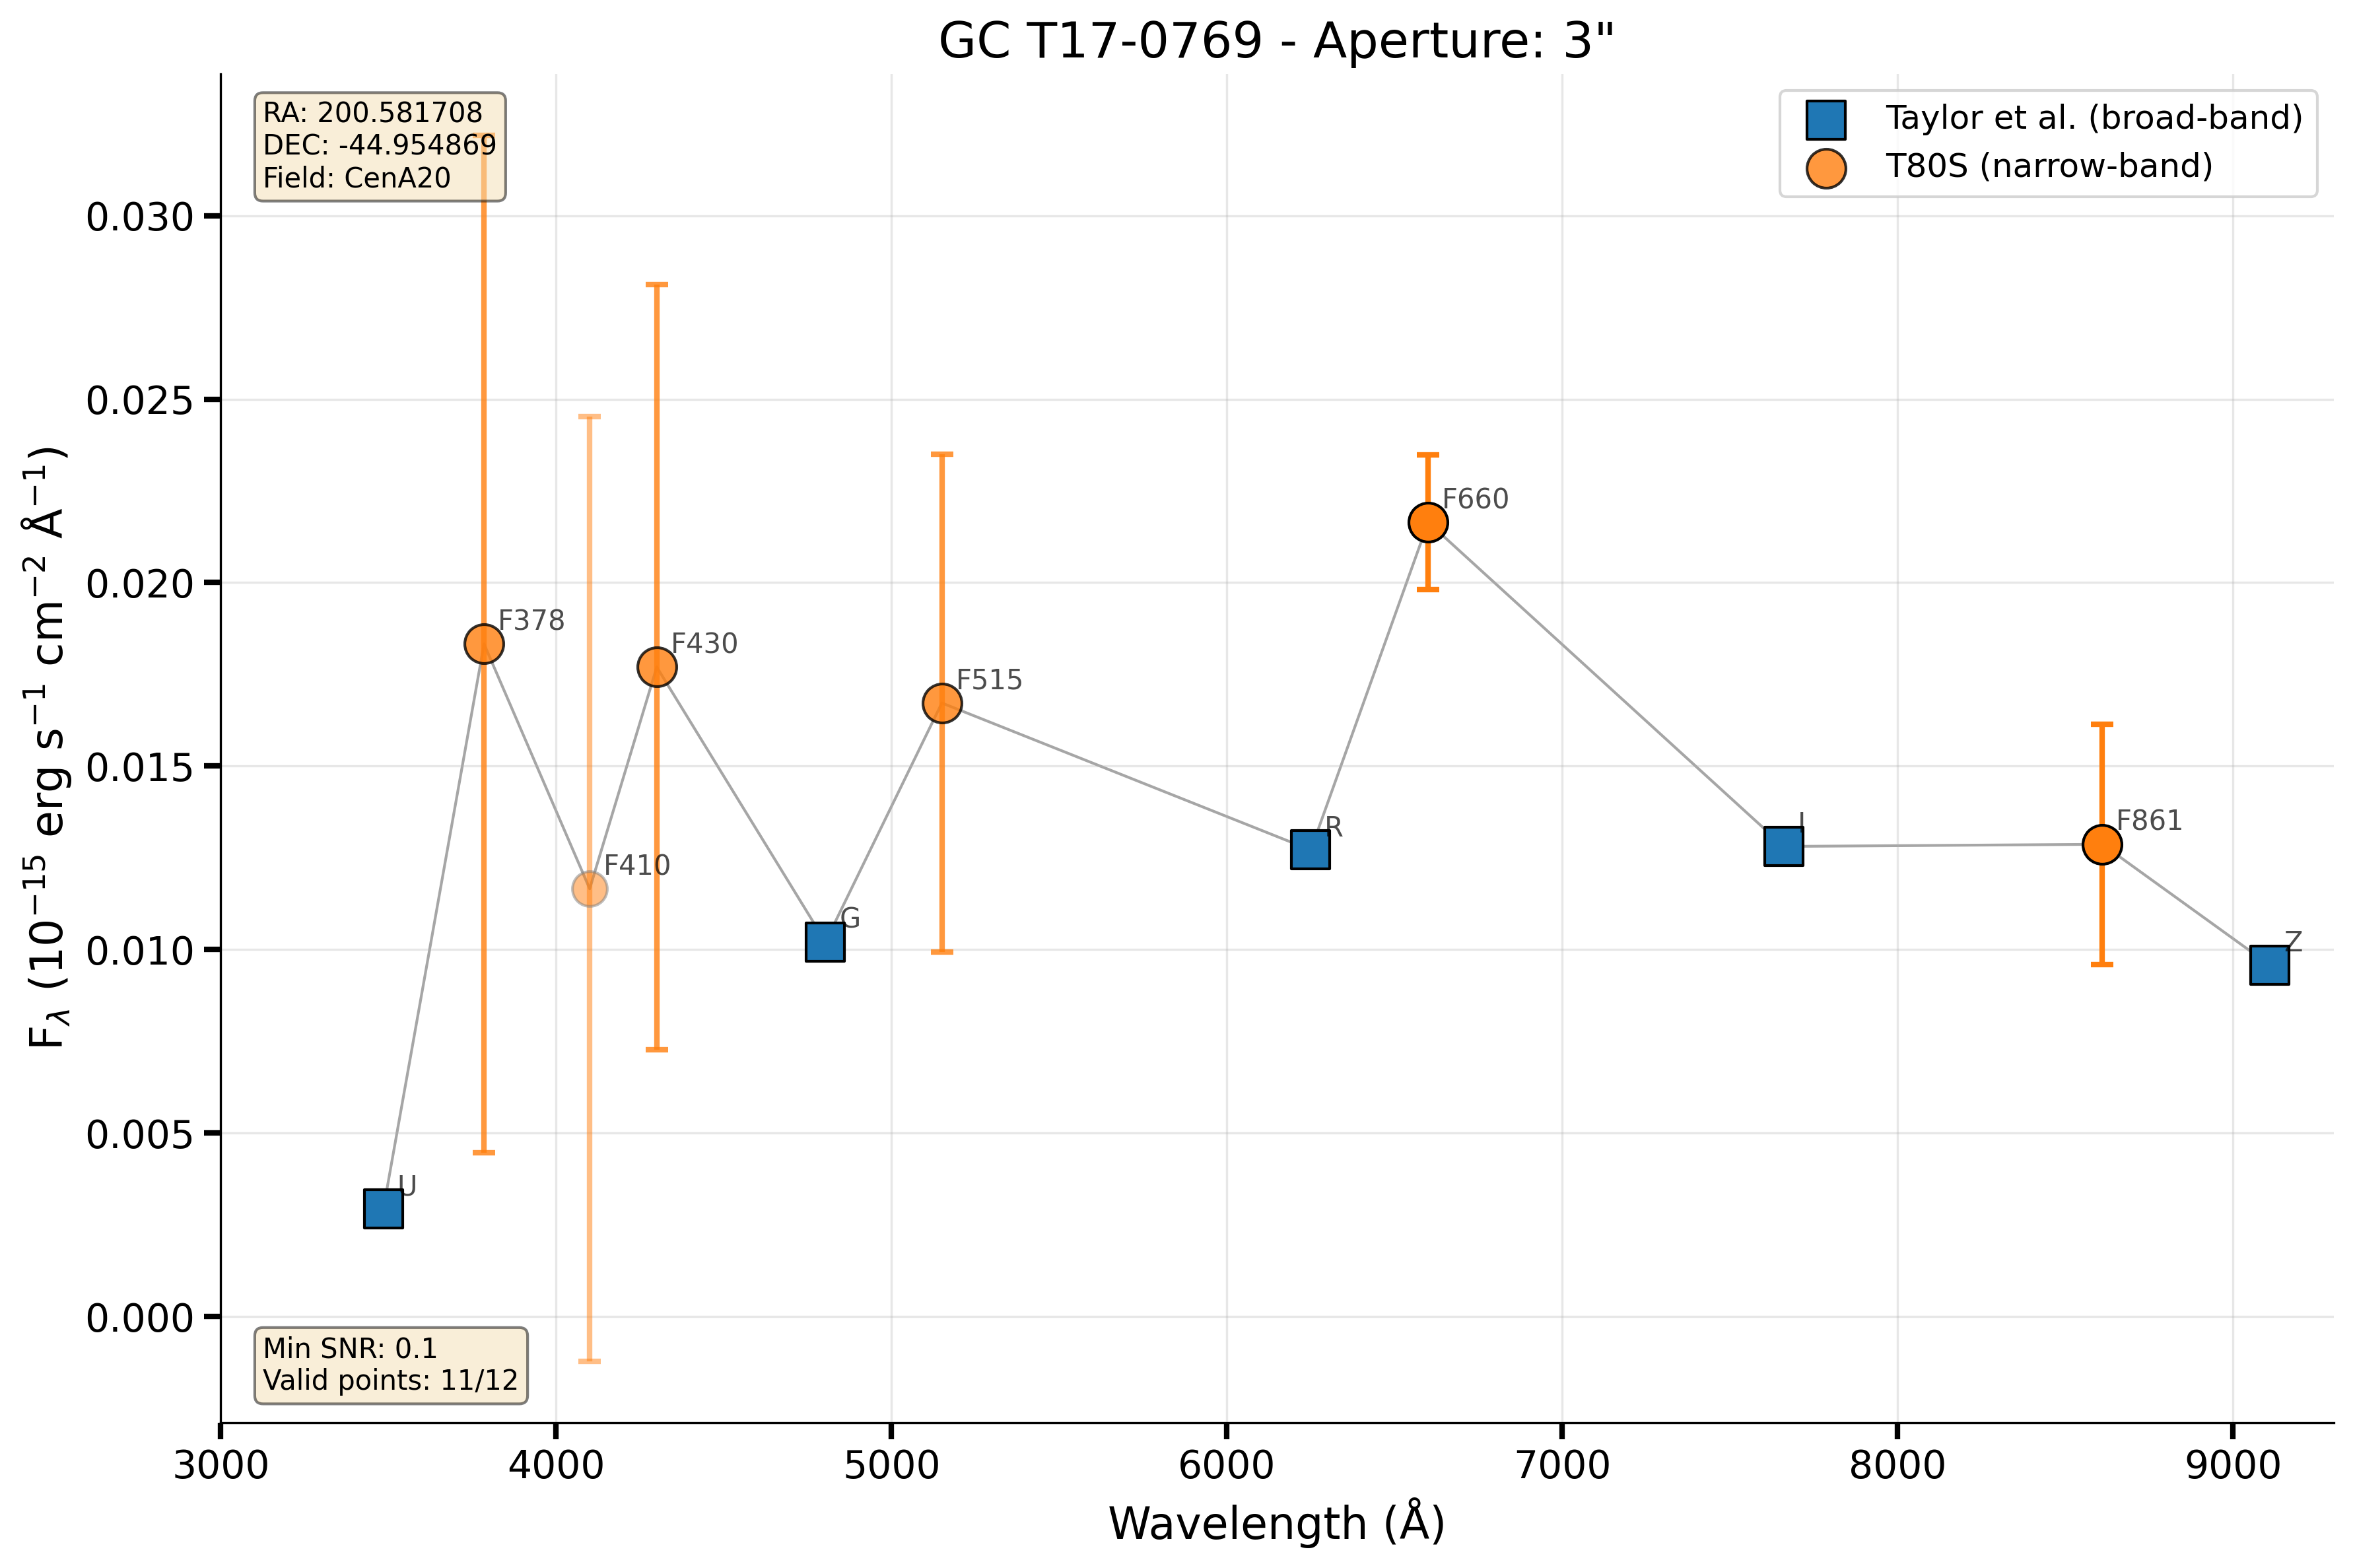 GC T17-0769 - Aperture: 3"
RA: 200.581708
DEC: -44.954869
Field: CenA20
Taylor et al. (broad-band)
T80S (narrow-band)
F_λ (10⁻¹⁵ erg s⁻¹ cm⁻² Å⁻¹)
0.030
0.025
0.020
0.015
0.010
0.005
0.000
U
F378
F410
F430
G
F515
R
F660
I
F861
Z
Min SNR: 0.1
Valid points: 11/12
3000 4000 5000 6000 7000 8000 9000
Wavelength (Å)